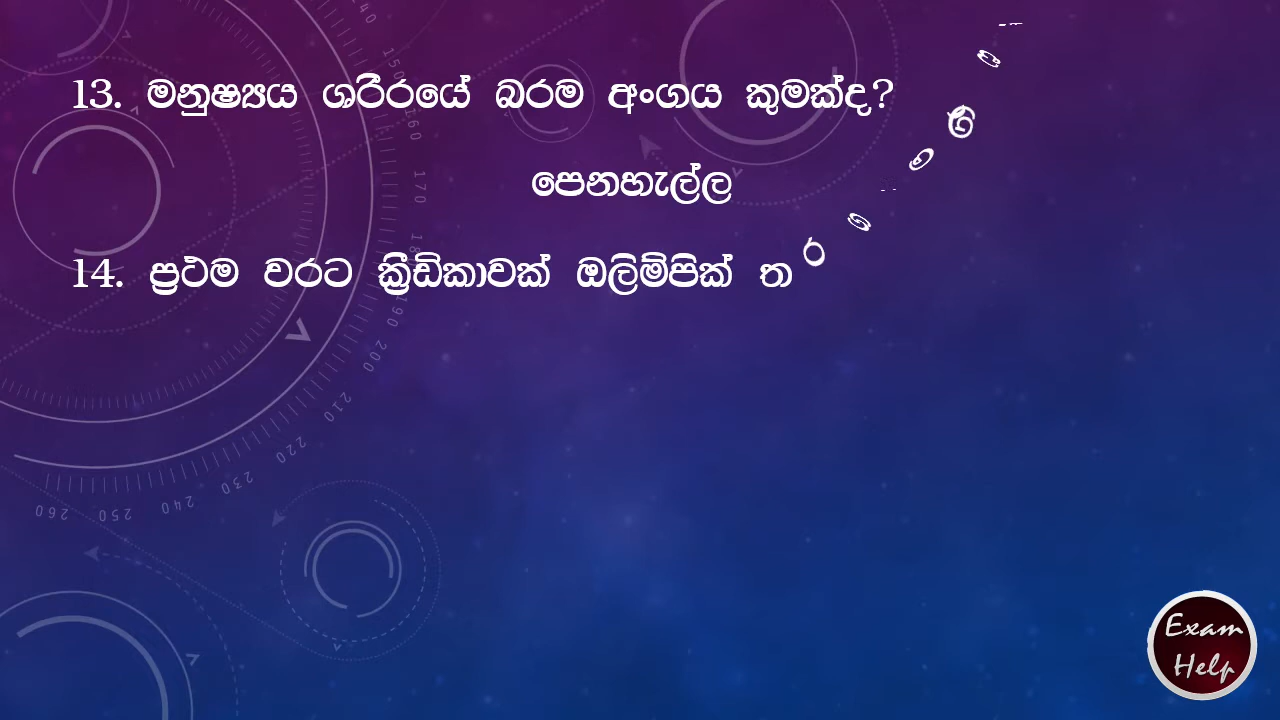 13. මනුෂ්‍යය ශරීරයේ බරම අංගය කුමක්ද?
පෙනහැල්ල
14. ප්‍රථම වරට ක්‍රීඩිකාවක් ඔලිම්පික් ත
Exam
Help